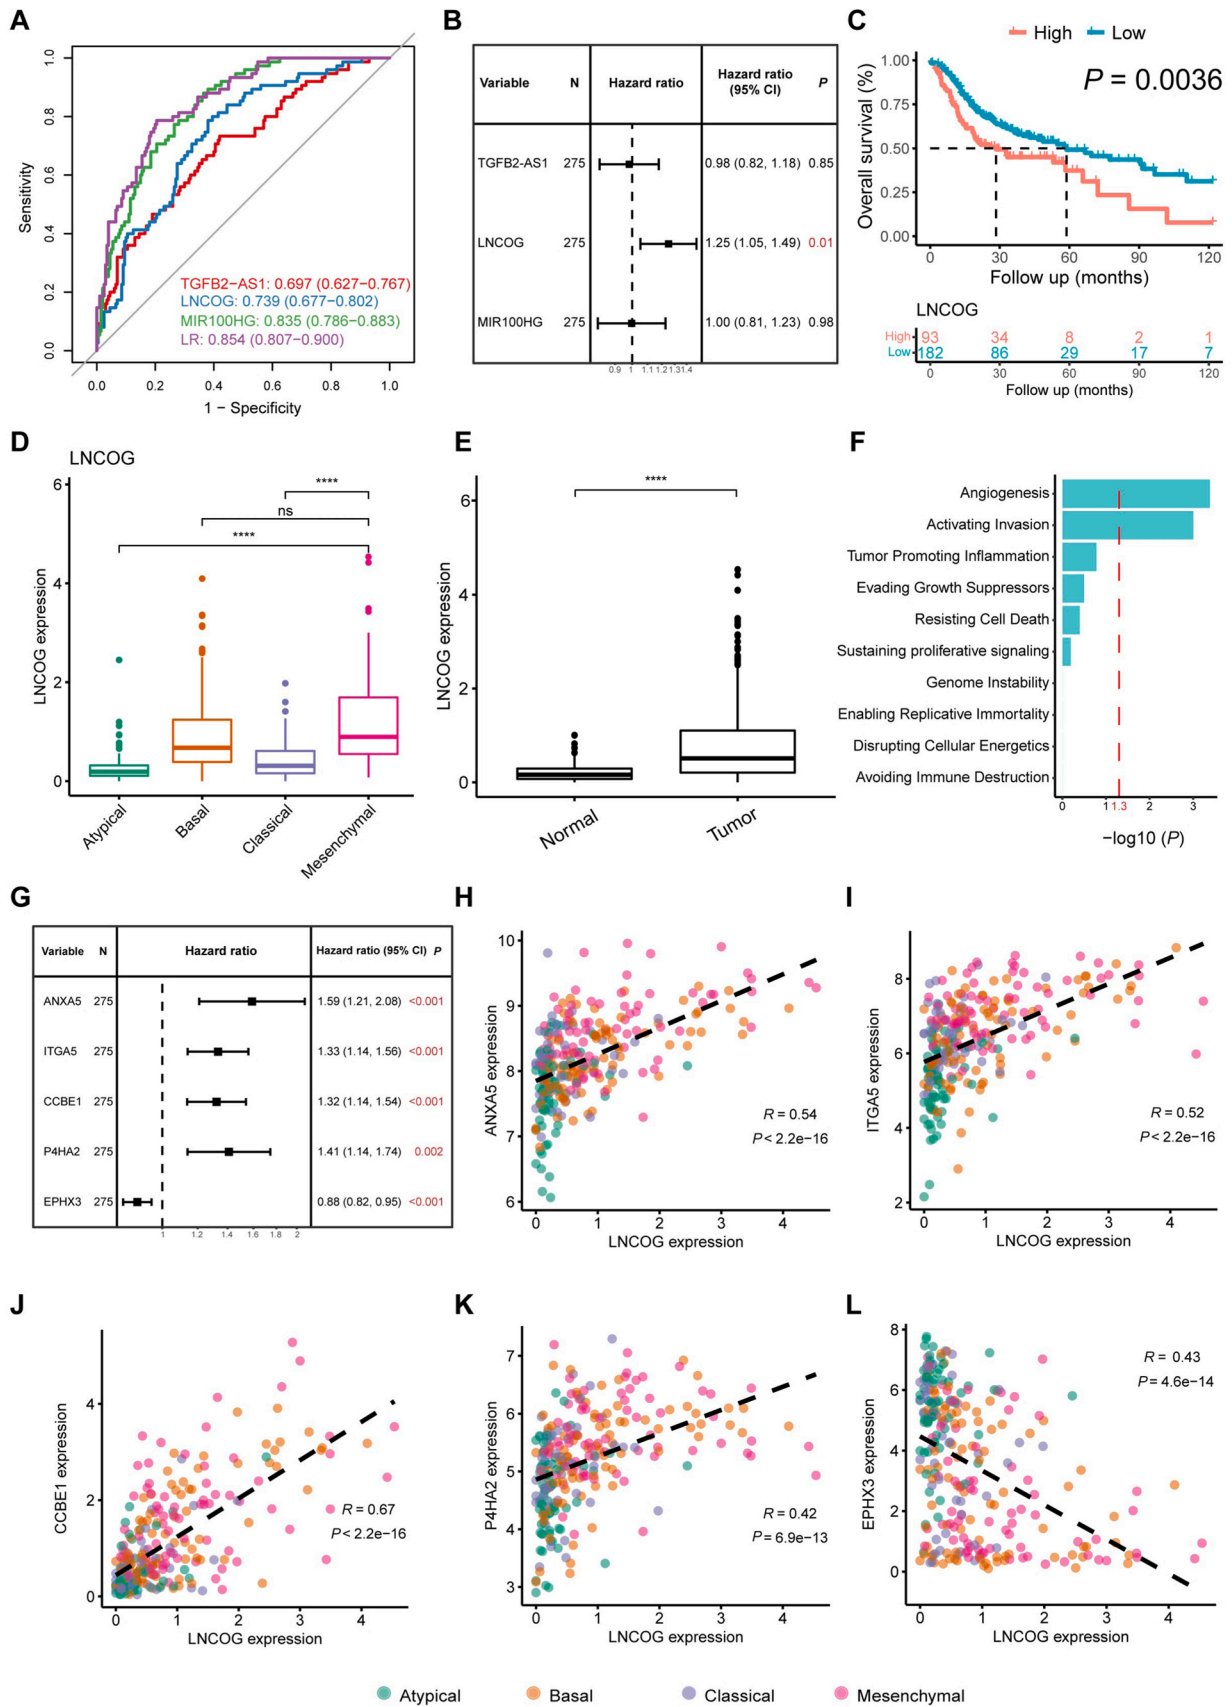 A
1.0
0.8
0.6
0.4
0.2
0.0
Sensitivity
TGFB2−AS1: 0.697 (0.627−0.767)
LNCOG: 0.739 (0.677−0.802)
MIR100HG: 0.835 (0.786−0.883)
LR: 0.854 (0.807−0.900)
0.0 0.2 0.4 0.6 0.8 1.0
1 − Specificity
B
Variable N Hazard ratio Hazard ratio (95% CI) P
TGFB2-AS1 275 0.98 (0.82, 1.18) 0.85
LNCOG 275 1.25 (1.05, 1.49) 0.01
MIR100HG 275 1.00 (0.81, 1.23) 0.98
0.9 1 1.1 1.2 1.3 1.4
C
High Low
P = 0.0036
Overall survival (%)
1.00
0.75
0.50
0.25
0.00
0 30 60 90 120
Follow up (months)
LNCOG
High 93 34 8 2 1
Low 182 86 29 17 7
0 30 60 90 120
Follow up (months)
D
LNCOG
****
ns
****
LNCOG expression
6
4
2
0
Atypical
Basal
Classical
Mesenchymal
E
****
LNCOG expression
6
4
2
0
Normal
Tumor
F
Angiogenesis
Activating Invasion
Tumor Promoting Inflammation
Evading Growth Suppressors
Resisting Cell Death
Sustaining proliferative signaling
Genome Instability
Enabling Replicative Immortality
Disrupting Cellular Energetics
Avoiding Immune Destruction
0 1 1.3 2 3
−log10 (P)
G
Variable N Hazard ratio Hazard ratio (95% CI) P
ANXA5 275 1.59 (1.21, 2.08) <0.001
ITGA5 275 1.33 (1.14, 1.56) <0.001
CCBE1 275 1.32 (1.14, 1.54) <0.001
P4HA2 275 1.41 (1.14, 1.74) 0.002
EPHX3 275 0.88 (0.82, 0.95) <0.001
1 1.2 1.4 1.6 1.8 2
H
ANXA5 expression
10
9
8
7
6
R = 0.54
P < 2.2e−16
0 1 2 3 4
LNCOG expression
I
ITGA5 expression
8
6
4
2
R = 0.52
P < 2.2e−16
0 1 2 3 4
LNCOG expression
J
CCBE1 expression
4
2
0
R = 0.67
P < 2.2e−16
0 1 2 3 4
LNCOG expression
K
P4HA2 expression
7
6
5
4
3
R = 0.42
P = 6.9e−13
0 1 2 3 4
LNCOG expression
L
EPHX3 expression
8
6
4
2
0
R = 0.43
P = 4.6e−14
0 1 2 3 4
LNCOG expression
Atypical Basal Classical Mesenchymal